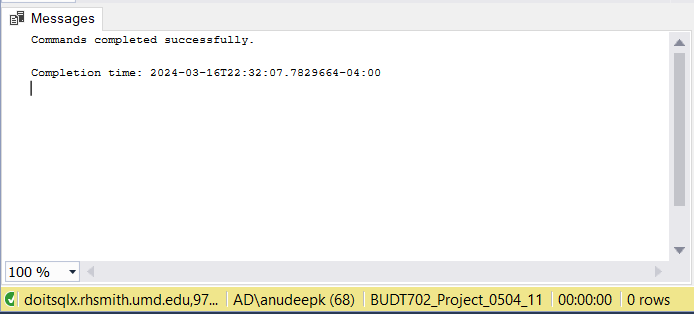 Messages
Commands completed successfully.
Completion time: 2024-03-16T22:32:07.7829664-04:00
100 %
doitsqlx.rhsmith.umd.edu,97... AD\anudeepk (68) BUDT702_Project_0504_11 00:00:00 0 rows